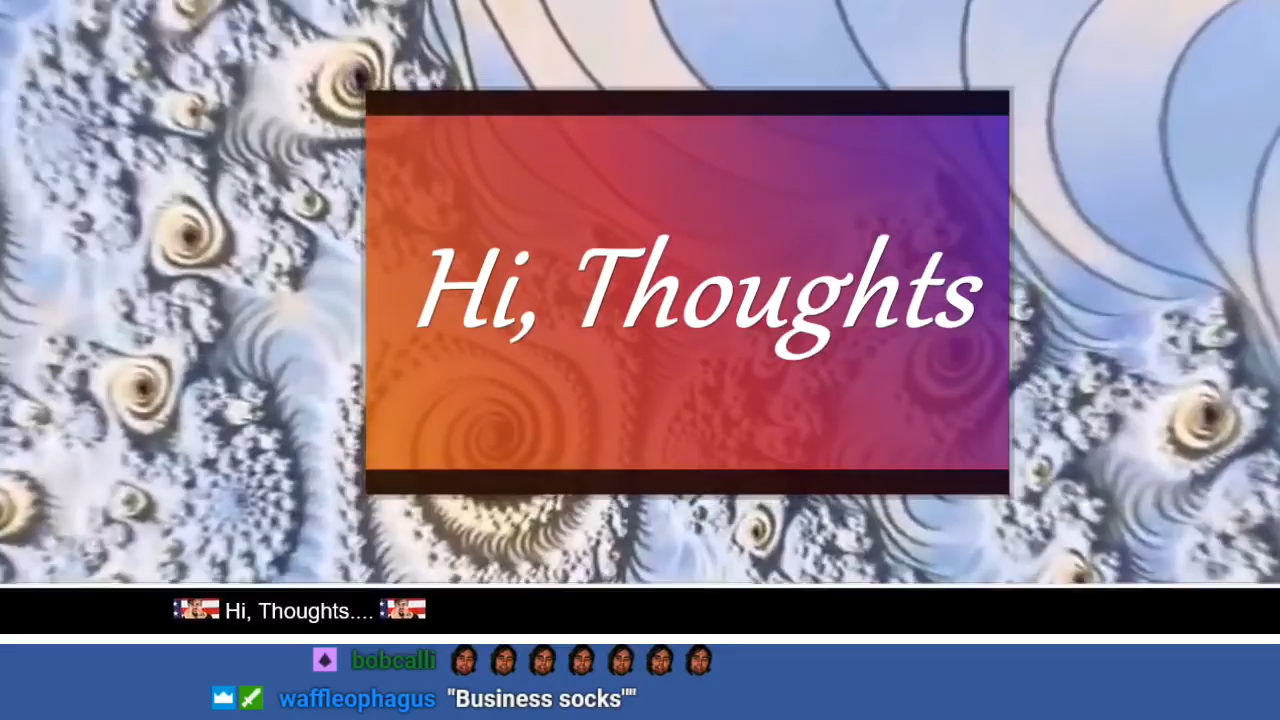 Hi, Thoughts
Hi, Thoughts....
bobcalli
waffleophagus "Business socks""